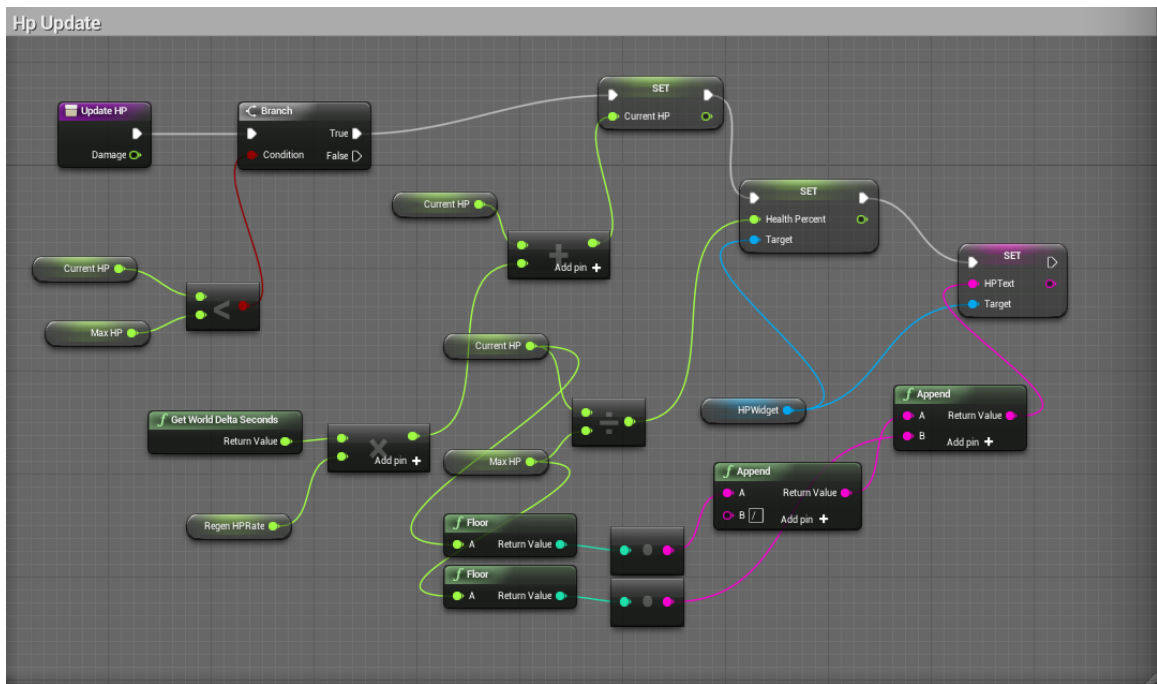 Hp Update
Update HP
Damage
Branch
True
Condition
False
SET
Current HP
Current HP
+
Add pin +
SET
Health Percent
Target
SET
HPText
Target
Current HP
Max HP
<
Current HP
Max HP
÷
Get World Delta Seconds
Return Value
×
Add pin +
Regen HPRate
HPWidget
f Append
A
Return Value
B
Add pin +
f Append
A
Return Value
B /
Add pin +
f Floor
A
Return Value
f Floor
A
Return Value